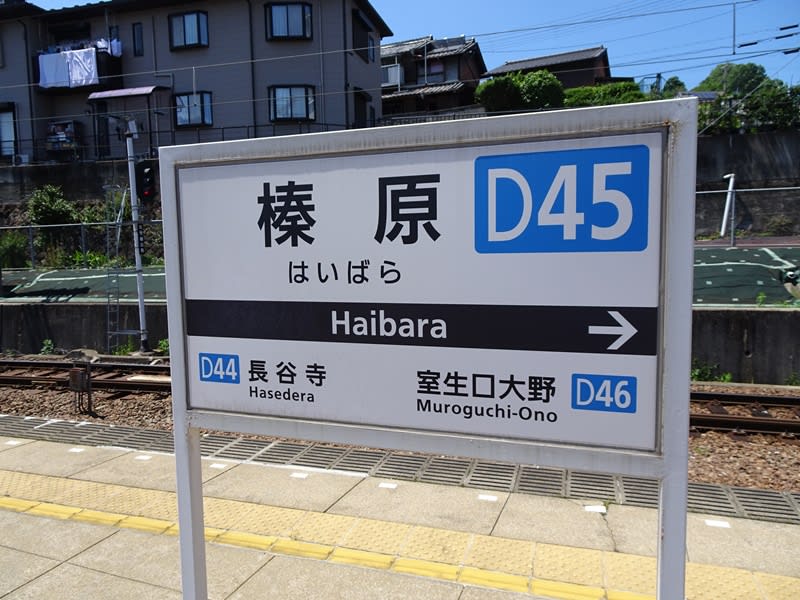 榛原 D45
はいばら
Haibara →
D44 長谷寺
Hasedera
室生口大野 D46
Muroguchi-Ono